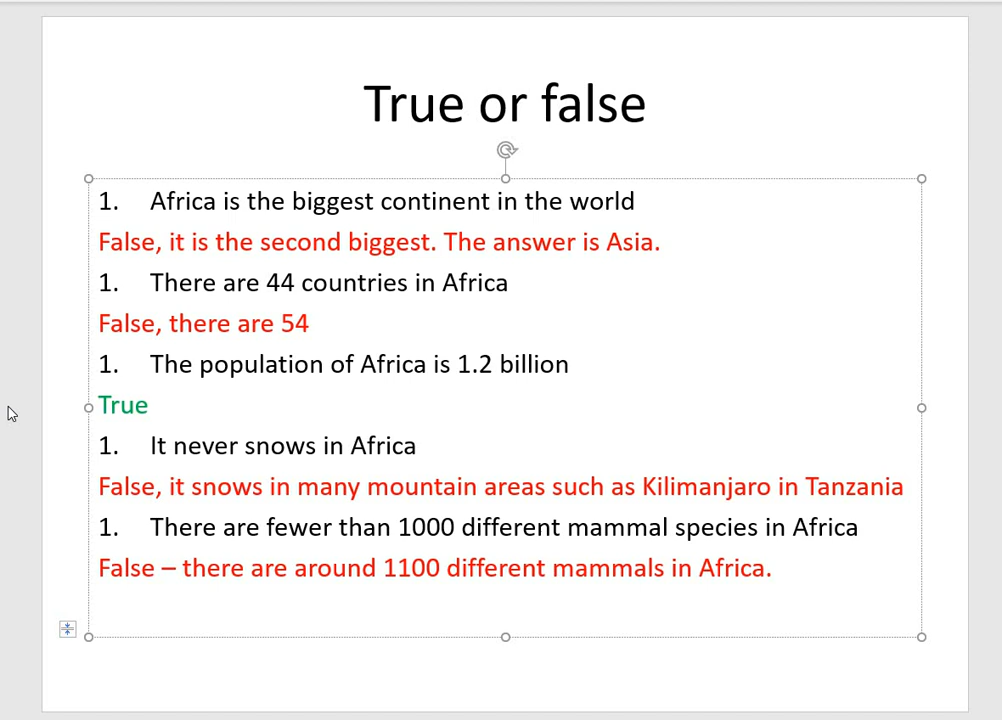 True or false
1. Africa is the biggest continent in the world
False, it is the second biggest. The answer is Asia.
1. There are 44 countries in Africa
False, there are 54
1. The population of Africa is 1.2 billion
True
1. It never snows in Africa
False, it snows in many mountain areas such as Kilimanjaro in Tanzania
1. There are fewer than 1000 different mammal species in Africa
False – there are around 1100 different mammals in Africa.